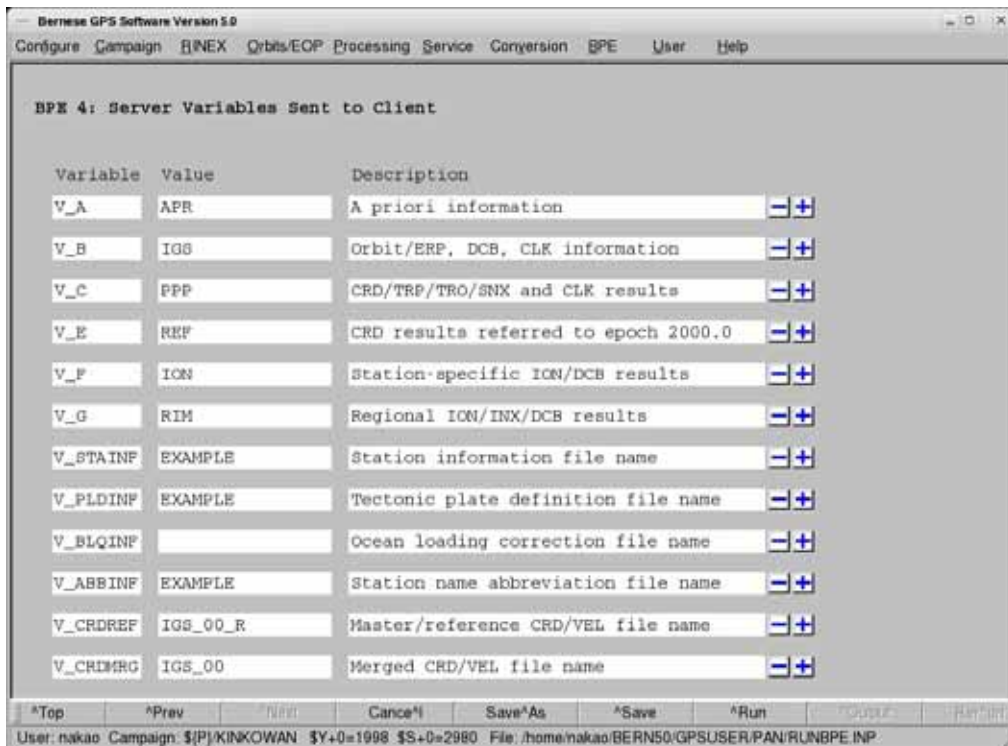 Bernese GPS Software Version 5.0
Configure Campaign RINEX Orbits/EOP Processing Service Conversion BPE User Help
BPE 4: Server Variables Sent to Client
Variable Value Description
V_A APR A priori information
V_B IGS Orbit/ERP, DCB, CLK information
V_C PPP CRD/TRP/TRO/SNX and CLK results
V_E REF CRD results referred to epoch 2000.0
V_F ION Station-specific ION/DCB results
V_G RIM Regional ION/INX/DCB results
V_STAINF EXAMPLE Station information file name
V_PLDINF EXAMPLE Tectonic plate definition file name
V_BLQINF Ocean loading correction file name
V_ABBINF EXAMPLE Station name abbreviation file name
V_CRDREF IGS_00_R Master/reference CRD/VEL file name
V_CRDMRG IGS_00 Merged CRD/VEL file name
^Top ^Prev ^Next Cance^l Save^As ^Save ^Run ^Output
User: nakao Campaign: ${P}/KINKOWAN $Y+0=1998 $S+0=2980 File: /home/nakao/BERN50/GPSUSER/PAN/RUNBPE.INP